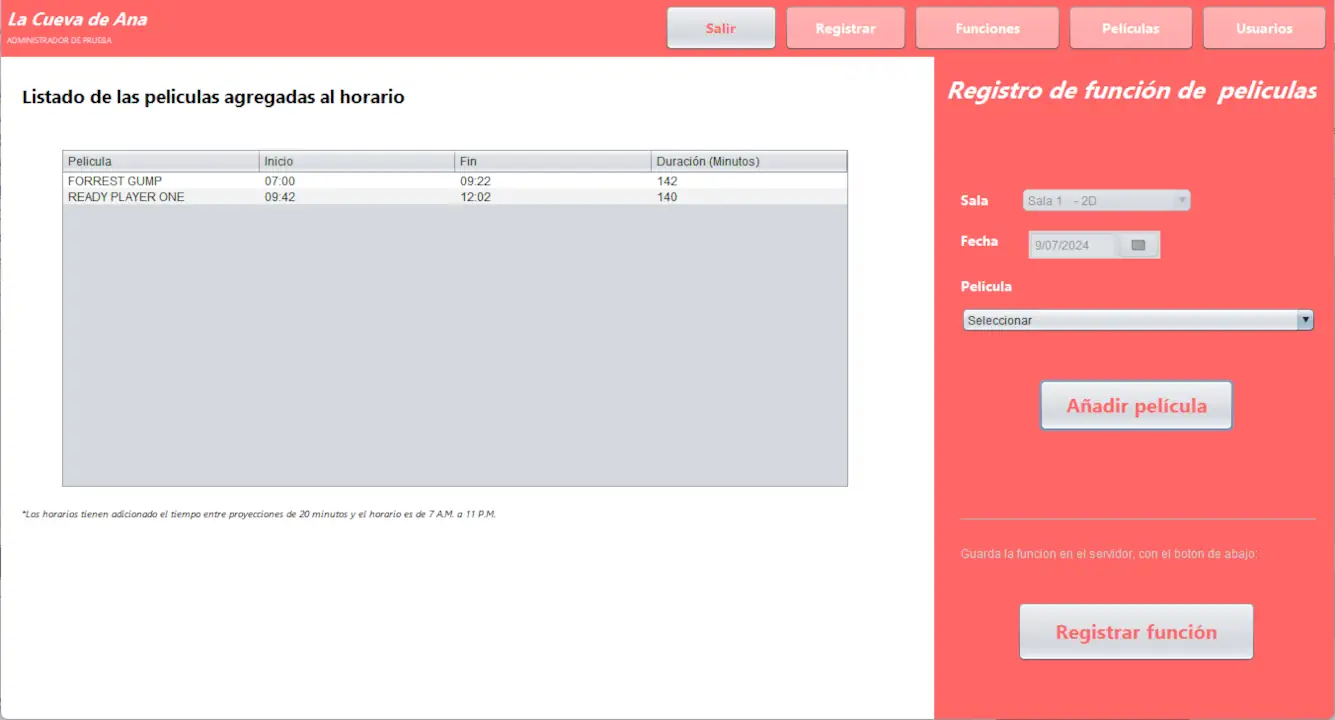 La Cueva de Ana
ADMINISTRADOR DE PRUEBA
Salir
Registrar
Funciones
Películas
Usuarios
Listado de las peliculas agregadas al horario
Pelicula Inicio Fin Duración (Minutos)
FORREST GUMP 07:00 09:22 142
READY PLAYER ONE 09:42 12:02 140
*Los horarios tienen adicionado el tiempo entre proyecciones de 20 minutos y el horario es de 7 A.M. a 11 P.M.
Registro de función de peliculas
Sala Sala 1 - 2D
Fecha 9/07/2024
Película
Seleccionar
Añadir película
Guarda la funcion en el servidor, con el boton de abajo:
Registrar función